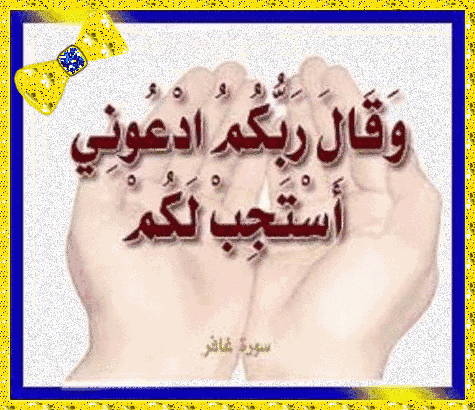 وَقَالَ رَبُّكُمُ ادْعُونِي
أَسْتَجِبْ لَكُمْ
سورة غافر